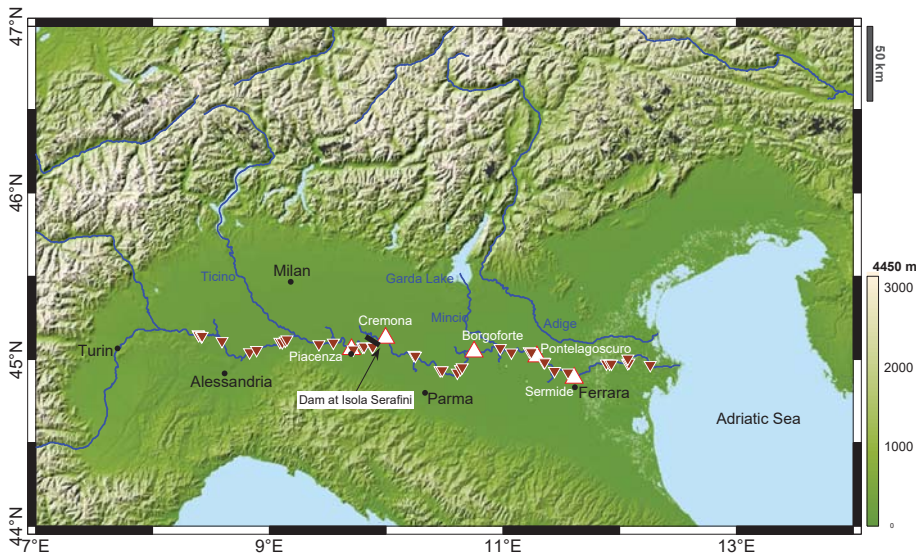 47°N
50 km
46°N
4450 m
3000
2000
1000
0
Ticino
Milan
Garda Lake
Cremona
Mincio
Adige
Borgoforte
Turin
45°N
Piacenza
Pontelagoscuro
Alessandria
Dam at Isola Serafini
Parma
Sermide
Ferrara
Adriatic Sea
44°N
7°E
9°E
11°E
13°E